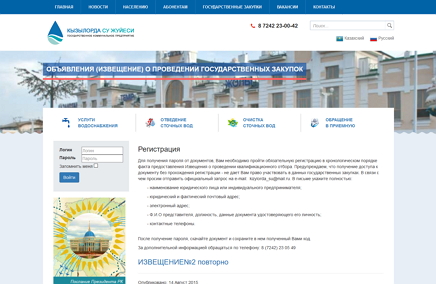 ГЛАВНАЯ НОВОСТИ НАСЕЛЕНИЮ АБОНЕНТАМ ГОСУДАРСТВЕННЫЕ ЗАКУПКИ ВАКАНСИИ КОНТАКТЫ
КЫЗЫЛОРДА СУ ЖУЙЕСИ
ГОСУДАРСТВЕННОЕ КОММУНАЛЬНОЕ ПРЕДПРИЯТИЕ
8 7242 23-00-42
Поиск...
Казахский Русский
ОБЪЯВЛЕНИЯ (ИЗВЕЩЕНИЕ) О ПРОВЕДЕНИИ ГОСУДАРСТВЕННЫХ ЗАКУПОК
УСЛУГИ ВОДОСНАБЖЕНИЯ
ОТВЕДЕНИЕ СТОЧНЫХ ВОД
ОЧИСТКА СТОЧНЫХ ВОД
ОБРАЩЕНИЕ В ПРИЕМНУЮ
Логин Логин
Пароль Пароль
Запомнить меня
Войти
Послание Президента РК
Регистрация
Для получения пароля от документов, Вам необходимо пройти обязательную регистрацию в хронологическом порядке
факта предоставления Извещения о проведении квалификационного отбора. Предупреждаем, что получение доступа к
документу без прохождения регистрации - не дает Вам право участвовать в данных государственных закупках. В связи с
чем просим отправить официальный запрос на e-mail: kzylorda_su@mail.ru. В письме укажите полностью:
- наименование юридического лица или индивидуального предпринимателя;
- юридический и фактический почтовый адрес;
- электронный адрес;
- Ф.И.О представителя, должность, данные документа удостоверяющего его личность;
- контактные телефоны.
После получения пароля, скачайте документ и сохраните в нем полученный Вами код.
За дополнительной информацией обращаться по телефону: 8 (7242) 23 05 49
ИЗВЕЩЕНИЕ№2 повторно
Опубликовано: 14 Август 2015